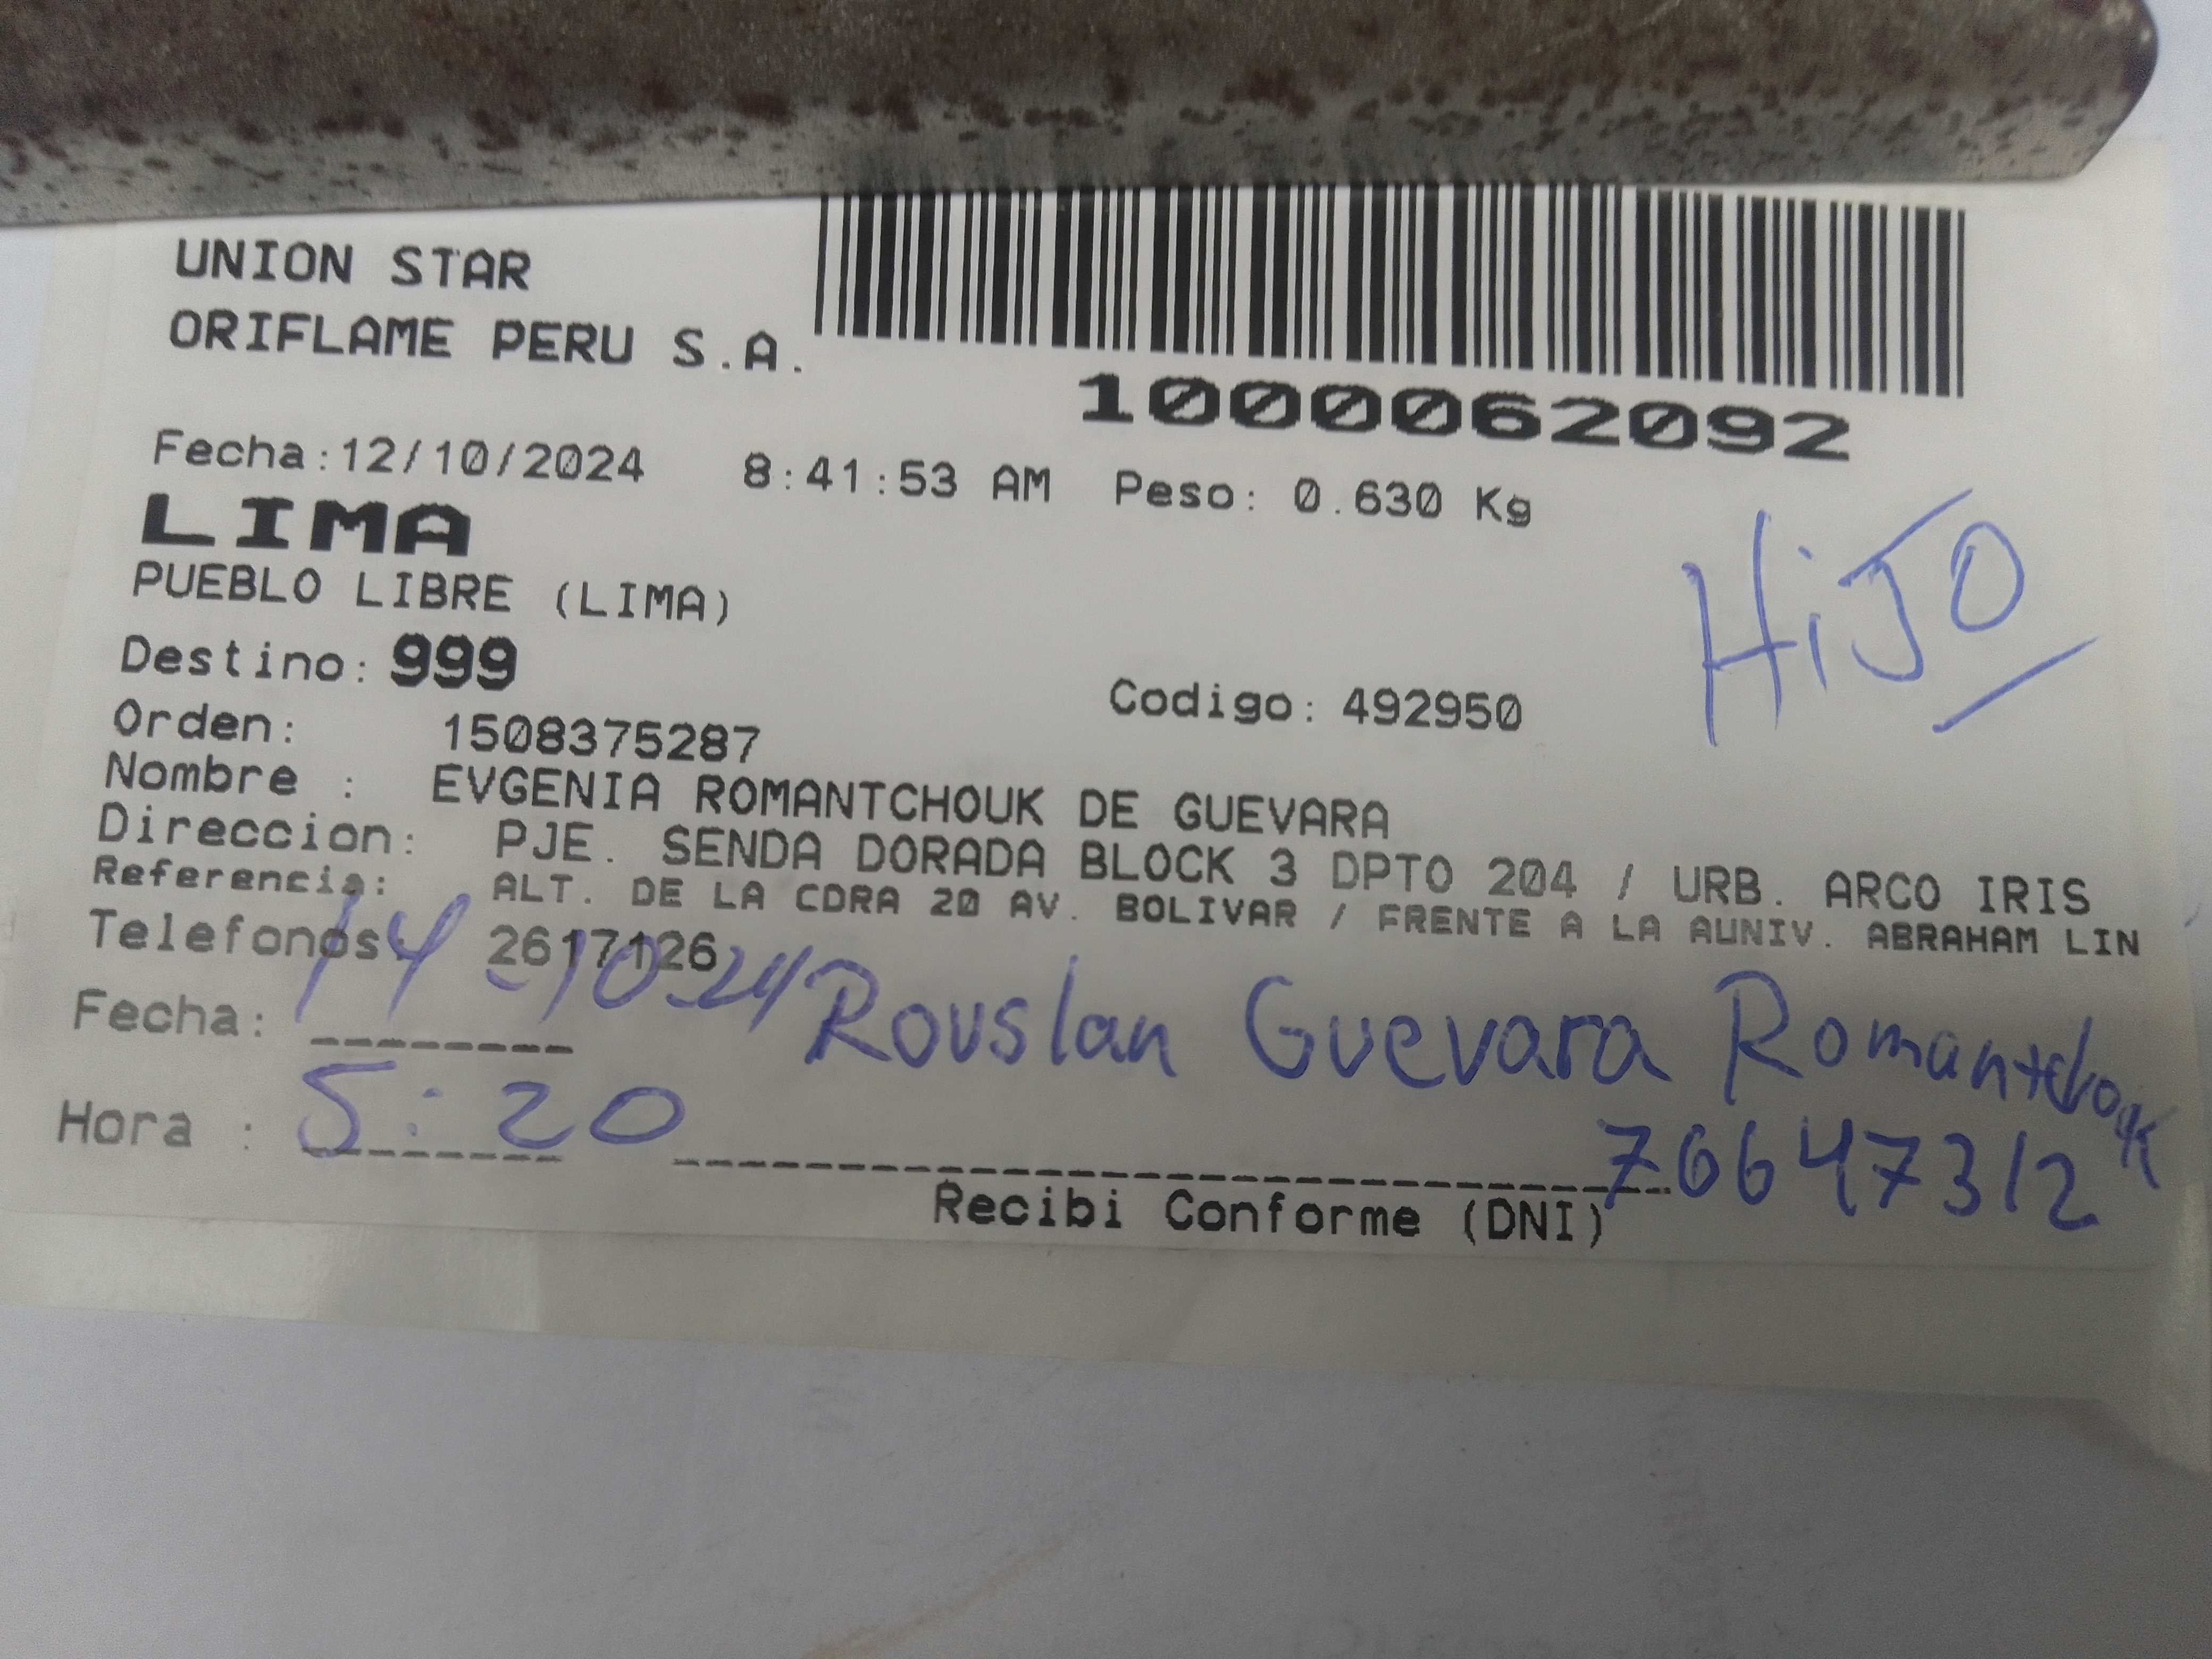 UNION STAR
ORIFLAME PERU S.A.
1000062092
Fecha:12/10/2024 8:41:53 AM Peso: 0.630 Kg
LIMA
HiJO
PUEBLO LIBRE (LIMA)
Destino: 999
Codigo: 492950
Orden: 1508375287
Nombre : EVGENIA ROMANTCHOUK DE GUEVARA
Direccion: PJE. SENDA DORADA BLOCK 3 DPTO 204 / URB. ARCO IRIS
Referencia: ALT. DE LA CDRA 20 AV. BOLIVAR / FRENTE A LA AUNIV. ABRAHAM LIN
Telefonos: 2617126
Fecha: 14-10-24 Rouslan Guevara Romantchouk
Hora : 5:20
70647312
Recibi Conforme (DNI)